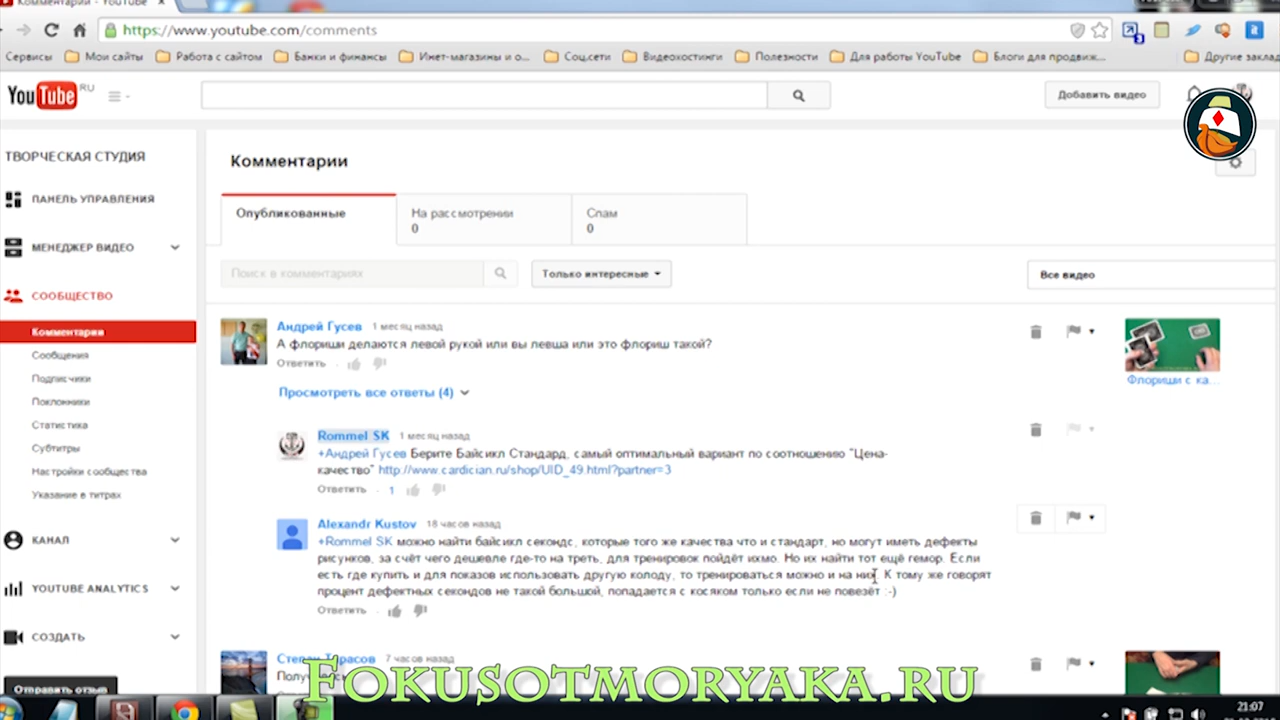 Комментарии - YouTube
https://www.youtube.com/comments
Сервисы Мои сайты Работа с сайтом Банки и финансы Инет-магазины и о... Соц.сети Видеохостинги Полезности Для работы YouTube Блоги для продвиж... Другие заклад
YouTube RU
Добавить видео
ТВОРЧЕСКАЯ СТУДИЯ
ПАНЕЛЬ УПРАВЛЕНИЯ
МЕНЕДЖЕР ВИДЕО
СООБЩЕСТВО
Комментарии
Сообщения
Подписчики
Поклонники
Статистика
Субтитры
Настройки сообщества
Указание в титрах
КАНАЛ
YOUTUBE ANALYTICS
СОЗДАТЬ
Отправить отзыв
Комментарии
Опубликованные
На рассмотрении
0
Спам
0
Поиск в комментариях
Только интересные
Все видео
Андрей Гусев 1 месяц назад
А флориши делаются левой рукой или вы левша или это флориш такой?
Ответить
Флориши с ка...
Просмотреть все ответы (4)
Rommel SK 1 месяц назад
+Андрей Гусев Берите Байсикл Стандард, самый оптимальный вариант по соотношению "Цена-
качество" http://www.cardician.ru/shop/UID_49.html?partner=3
Ответить · 1
Alexandr Kustov 18 часов назад
+Rommel SK можно найти байсикл секондс, которые того же качества что и стандарт, но могут иметь дефекты
рисунков, за счёт чего дешевле где-то на треть, для тренировок пойдёт ихмо. Но их найти тот ещё гемор. Если
есть где купить и для показов использовать другую колоду, то тренироваться можно и на них. К тому же говорят
процент дефектных секондов не такой большой, попадается с косяком только если не повезёт :-)
Ответить
Степан Тарасов 7 часов назад
FOKUSOTMORYAKA.RU
21:07